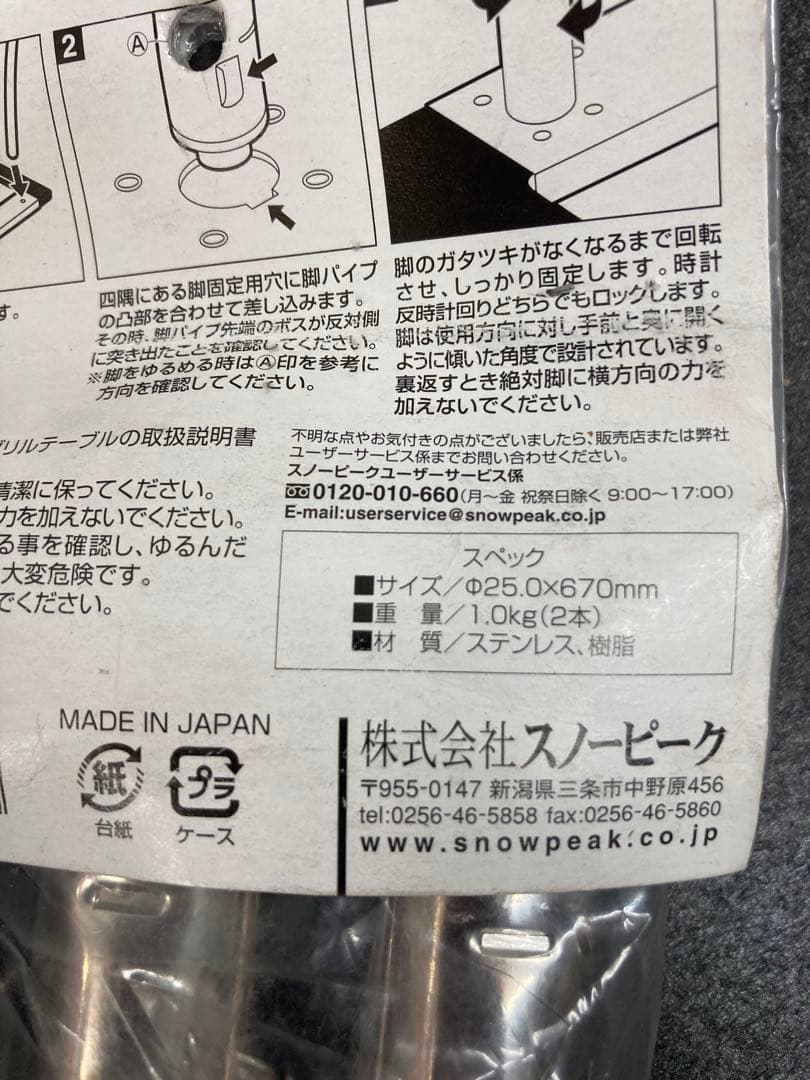 2
A
す。
四隅にある脚固定用穴に脚パイプ
の凸部を合わせて差し込みます。
その時、脚パイプ先端のボスが反対側
に突き出たことを確認してください。
※脚をゆるめる時はⒶ印を参考に
方向を確認してください。
脚のガタツキがなくなるまで回転
させ、しっかり固定します。時計
反時計回りどちらでもロックします。
脚は使用方向に対し手前と奥に開く
ように傾いた角度で設計されています。
裏返すとき絶対脚に横方向の力を
加えないでください。
リルテーブルの取扱説明書
清潔に保ってください。
力を加えないでください。
る事を確認し、ゆるんだ
大変危険です。
でください。
不明な点やお気付きの点がございましたら、販売店または弊社
ユーザーサービス係までお問い合わせください。
スノーピークユーザーサービス係
0120-010-660(月〜金 祝祭日除く 9:00〜17:00)
E-mail:userservice@snowpeak.co.jp
スペック
■サイズ/Φ25.0×670mm
■重 量/1.0kg(2本)
■材 質/ステンレス、樹脂
MADE IN JAPAN
紙
台紙
プラ
ケース
株式会社スノーピーク
〒955-0147 新潟県三条市中野原456
tel:0256-46-5858 fax:0256-46-5860
www.snowpeak.co.jp